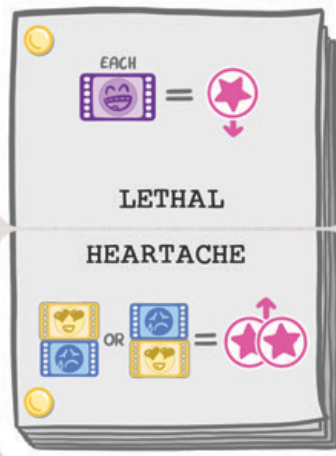 EACH
=
LETHAL
HEARTACHE
OR =